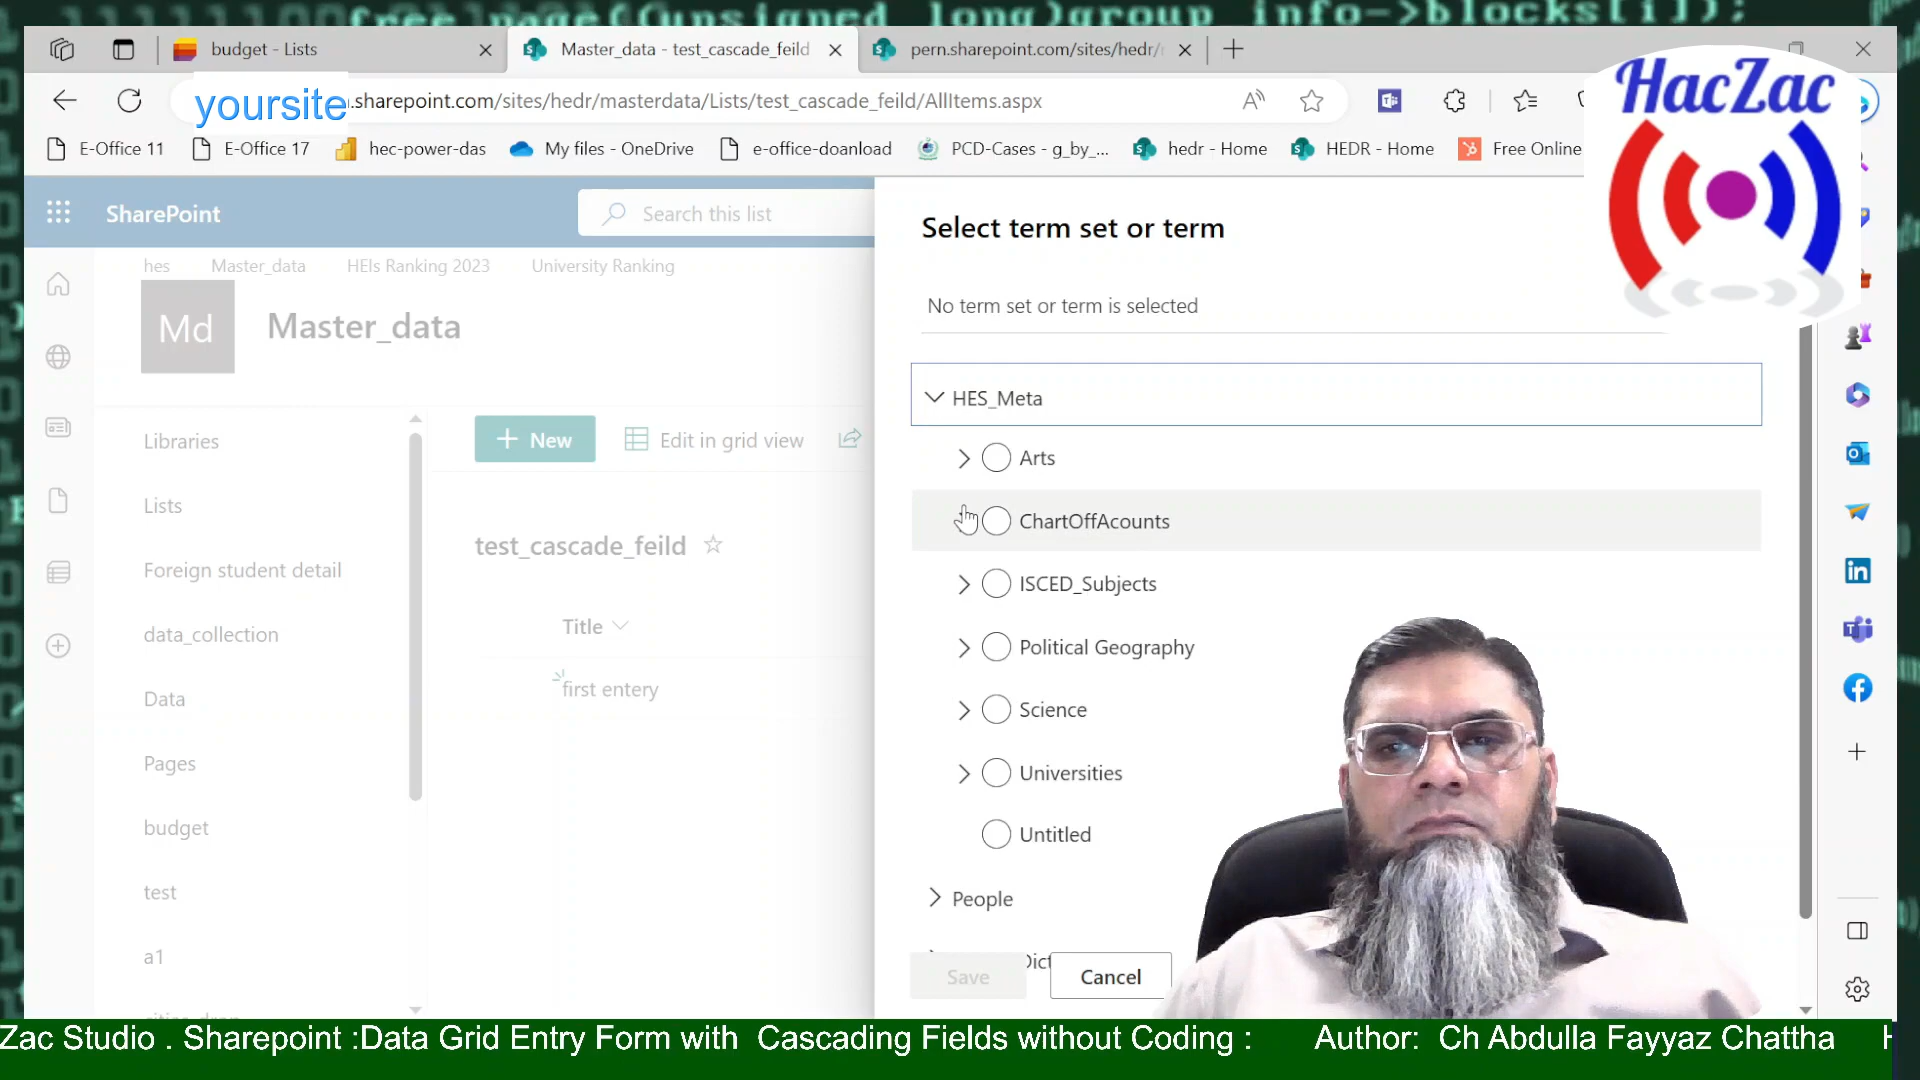 free_page((unsigned long)group_info->blocks[i]);
budget - Lists
Master_data - test_cascade_feild
pern.sharepoint.com/sites/hedr/
yoursite.sharepoint.com/sites/hedr/masterdata/Lists/test_cascade_feild/AllItems.aspx
E-Office 11
E-Office 17
hec-power-das
My files - OneDrive
e-office-doanload
PCD-Cases - g_by_...
hedr - Home
HEDR - Home
Free Online
HacZac
SharePoint
Search this list
hes
Master_data
HEIs Ranking 2023
University Ranking
Md
Master_data
Libraries
Lists
Foreign student detail
data_collection
Data
Pages
budget
test
a1
+ New
Edit in grid view
test_cascade_feild
Title
first entery
Select term set or term
No term set or term is selected
HES_Meta
Arts
ChartOffAcounts
ISCED_Subjects
Political Geography
Science
Universities
Untitled
People
Save
Cancel
Zac Studio . Sharepoint :Data Grid Entry Form with Cascading Fields without Coding : Author: Ch Abdulla Fayyaz Chattha